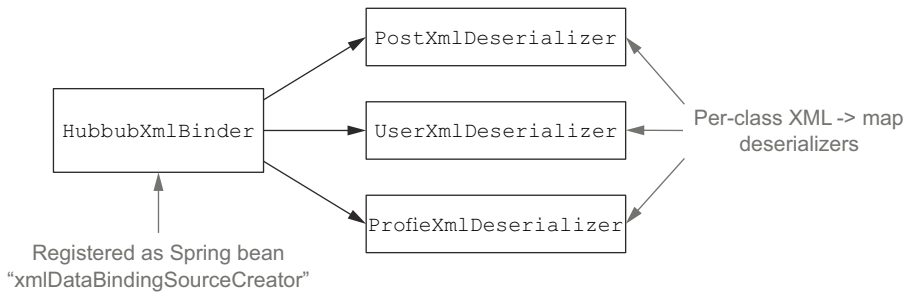 PostXmlDeserializer
HubbubXmlBinder
UserXmlDeserializer
Per-class XML -> map
deserializers
ProfieXmlDeserializer
Registered as Spring bean
“xmlDataBindingSourceCreator”